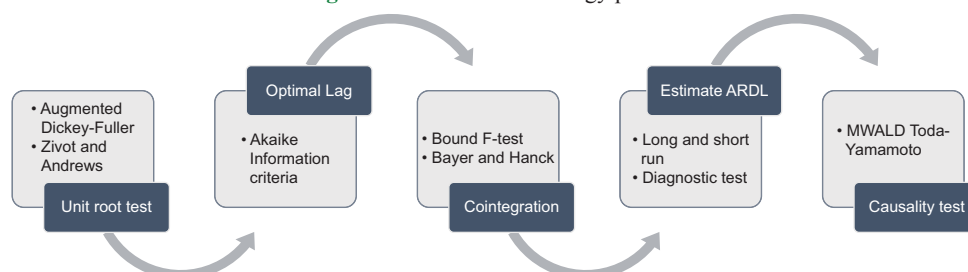 • Augmented
Dickey-Fuller
• Zivot and
Andrews
Unit root test
Optimal Lag
• Akaike
Information
criteria
• Bound F-test
• Bayer and Hanck
Cointegration
Estimate ARDL
• Long and short
run
• Diagnostic test
• MWALD Toda-
Yamamoto
Causality test